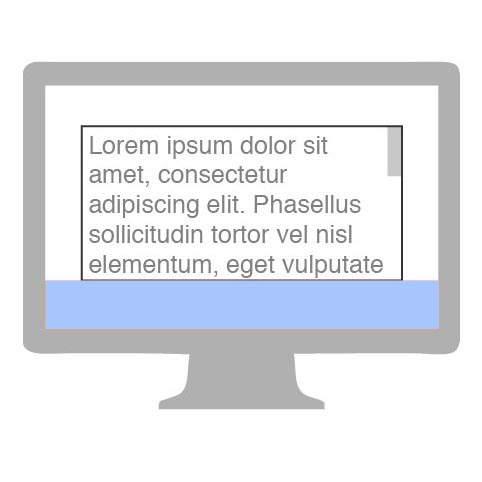 Lorem ipsum dolor sit
amet, consectetur
adipiscing elit. Phasellus
sollicitudin tortor vel nisl
elementum, eget vulputate